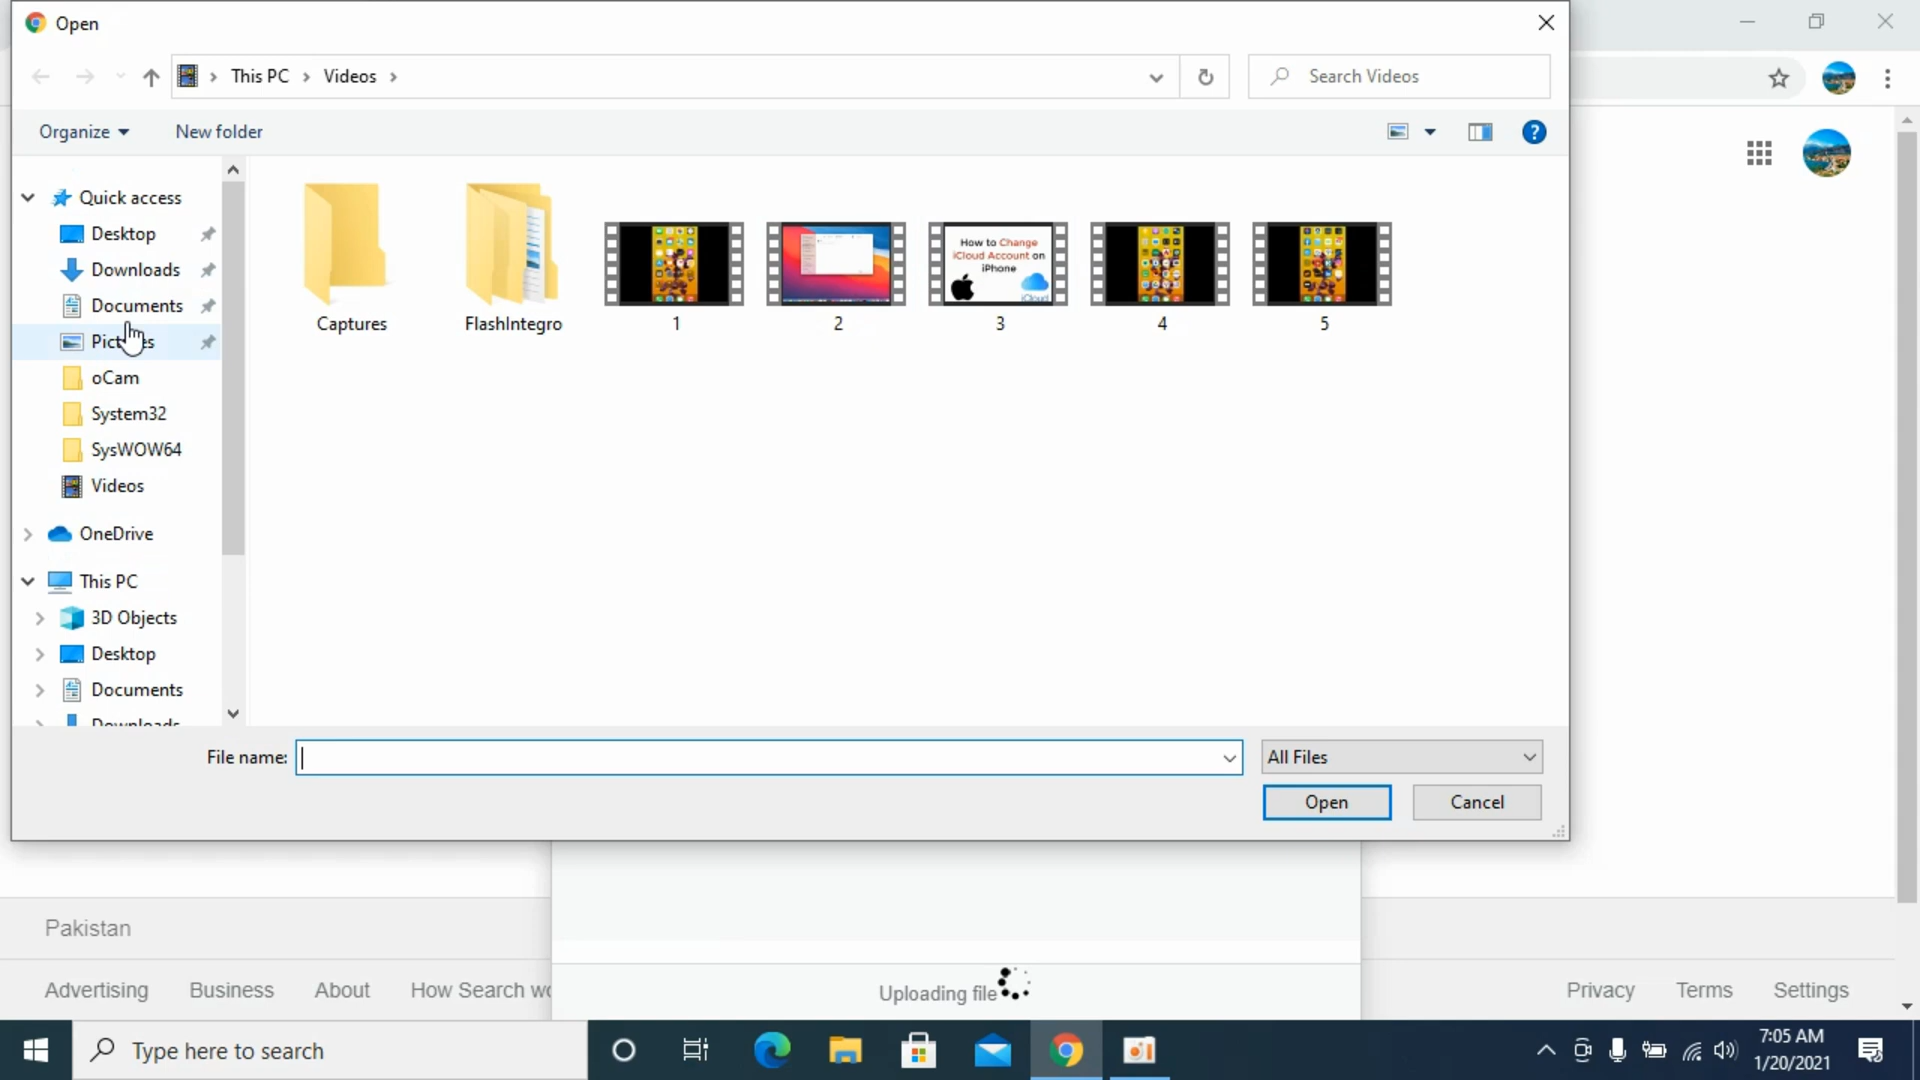 Open
This PC > Videos >
Search Videos
Organize
New folder
?
Quick access
Desktop
Downloads
Documents
oCam
System32
SysWOW64
Videos
OneDrive
This PC
3D Objects
Desktop
Documents
Downloads
Captures
FlashIntegro
1
2
How to Change
iCloud Account on
iPhone
iCloud
3
4
5
File name:
All Files
Open
Cancel
Pakistan
Advertising
Business
About
How Search
Uploading file
Privacy
Terms
Settings
Type here to search
7:05 AM
1/20/2021